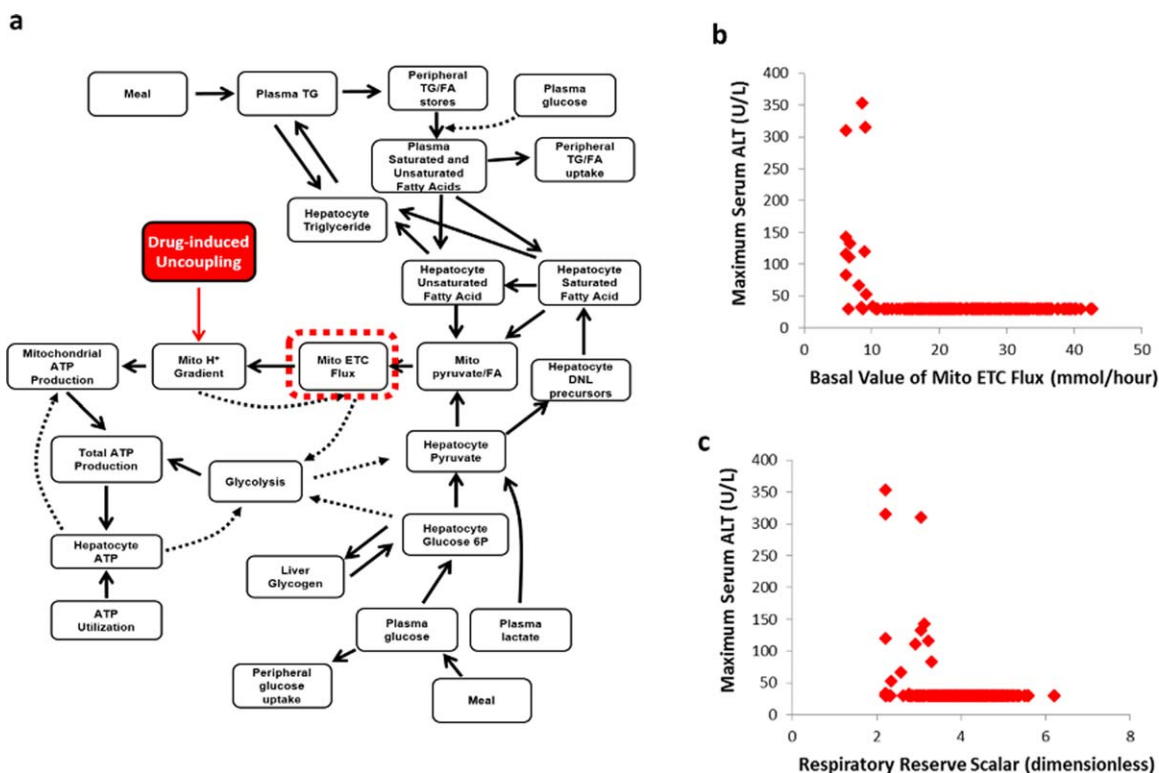 a
Meal
Plasma TG
Peripheral
TG/FA
stores
Plasma
glucose
Plasma
Saturated and
Unsaturated
Fatty Acids
Peripheral
TG/FA
uptake
Hepatocyte
Triglyceride
Drug-induced
Uncoupling
Hepatocyte
Unsaturated
Fatty Acid
Hepatocyte
Saturated
Fatty Acid
Mitochondrial
ATP
Production
Mito H+
Gradient
Mito ETC
Flux
Mito
pyruvate/FA
Hepatocyte
DNL
precursors
Total ATP
Production
Glycolysis
Hepatocyte
Pyruvate
Hepatocyte
ATP
Liver
Glycogen
Hepatocyte
Glucose 6P
ATP
Utilization
Plasma
glucose
Plasma
lactate
Peripheral
glucose
uptake
Meal
b
Maximum Serum ALT (U/L)
400
350
300
250
200
150
100
50
0
0 10 20 30 40 50
Basal Value of Mito ETC Flux (mmol/hour)
c
Maximum Serum ALT (U/L)
400
350
300
250
200
150
100
50
0
0 2 4 6 8
Respiratory Reserve Scalar (dimensionless)